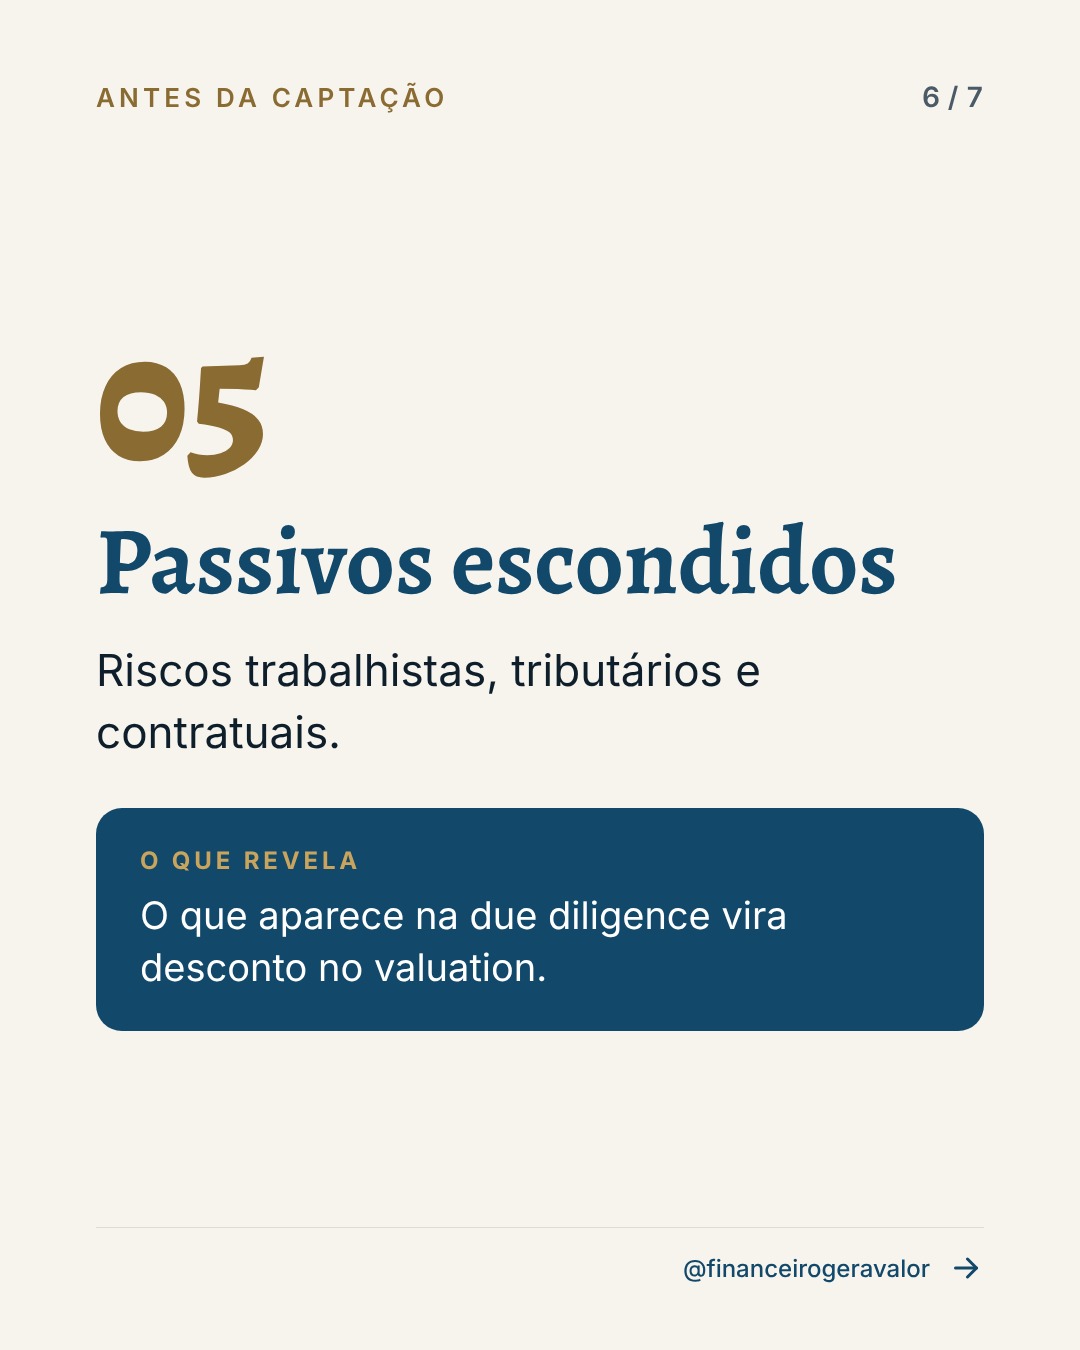 ANTES DA CAPTAÇÃO
6 / 7
05
Passivos escondidos
Riscos trabalhistas, tributários e
contratuais.
O QUE REVELA
O que aparece na due diligence vira
desconto no valuation.
@financeirogeravalor →